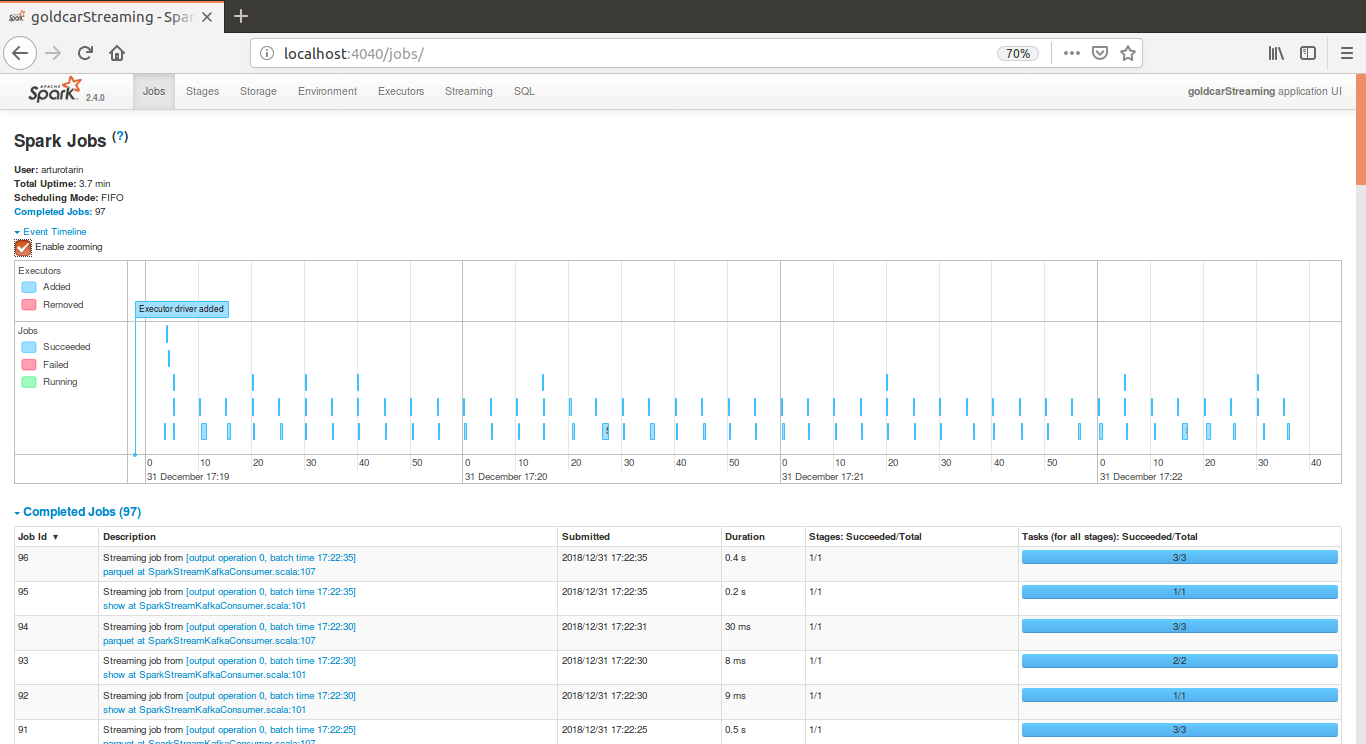 goldcarStreaming - Spar
localhost:4040/jobs/
70%
APACHE
Spark 2.4.0
Jobs
Stages
Storage
Environment
Executors
Streaming
SQL
goldcarStreaming application UI
Spark Jobs (?)
User: arturotarin
Total Uptime: 3.7 min
Scheduling Mode: FIFO
Completed Jobs: 97
Event Timeline
Enable zooming
Executors
Added
Removed
Executor driver added
Jobs
Succeeded
Failed
Running
0 10 20 30 40 50 0 10 20 30 40 50 0 10 20 30 40 50 0 10 20 30 40
31 December 17:19 31 December 17:20 31 December 17:21 31 December 17:22
Completed Jobs (97)
Job Id ▼ Description Submitted Duration Stages: Succeeded/Total Tasks (for all stages): Succeeded/Total
96 Streaming job from [output operation 0, batch time 17:22:35] 2018/12/31 17:22:35 0.4 s 1/1 3/3
parquet at SparkStreamKafkaConsumer.scala:107
95 Streaming job from [output operation 0, batch time 17:22:35] 2018/12/31 17:22:35 0.2 s 1/1 1/1
show at SparkStreamKafkaConsumer.scala:101
94 Streaming job from [output operation 0, batch time 17:22:30] 2018/12/31 17:22:31 30 ms 1/1 3/3
parquet at SparkStreamKafkaConsumer.scala:107
93 Streaming job from [output operation 0, batch time 17:22:30] 2018/12/31 17:22:30 8 ms 1/1 2/2
show at SparkStreamKafkaConsumer.scala:101
92 Streaming job from [output operation 0, batch time 17:22:30] 2018/12/31 17:22:30 9 ms 1/1 1/1
show at SparkStreamKafkaConsumer.scala:101
91 Streaming job from [output operation 0, batch time 17:22:25] 2018/12/31 17:22:25 0.5 s 1/1 3/3
parquet at SparkStreamKafkaConsumer.scala:107